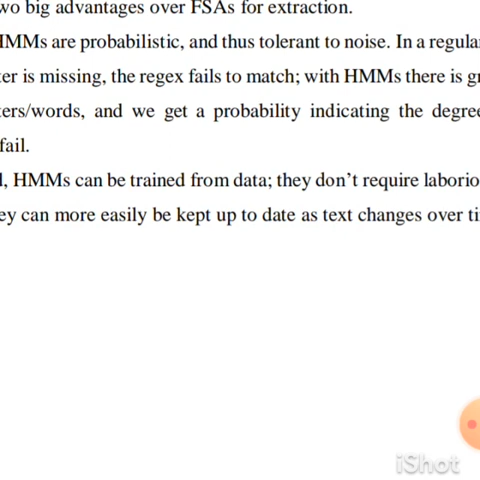 wo big advantages over FSAs for extraction.
HMMs are probabilistic, and thus tolerant to noise. In a regula
ter is missing, the regex fails to match; with HMMs there is g
ters/words, and we get a probability indicating the degre
fail.
l, HMMs can be trained from data; they don’t require laborio
ey can more easily be kept up to date as text changes over ti
iShot